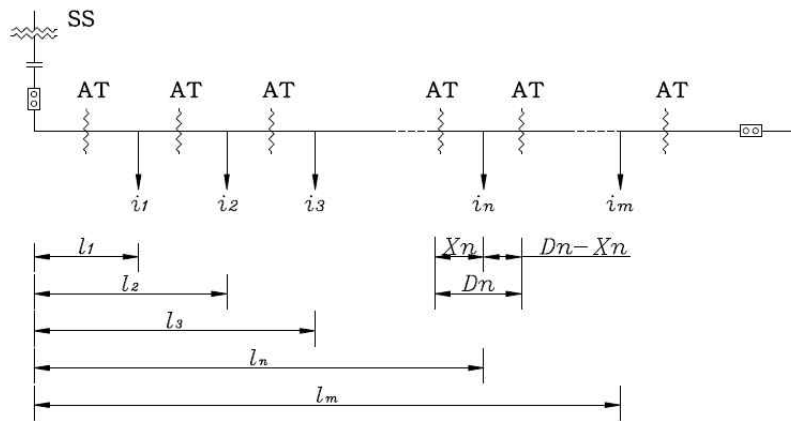 SS
AT AT AT AT AT AT
i1 i2 i3 in im
l1 Xn Dn-Xn
l2 Dn
l3
ln
lm